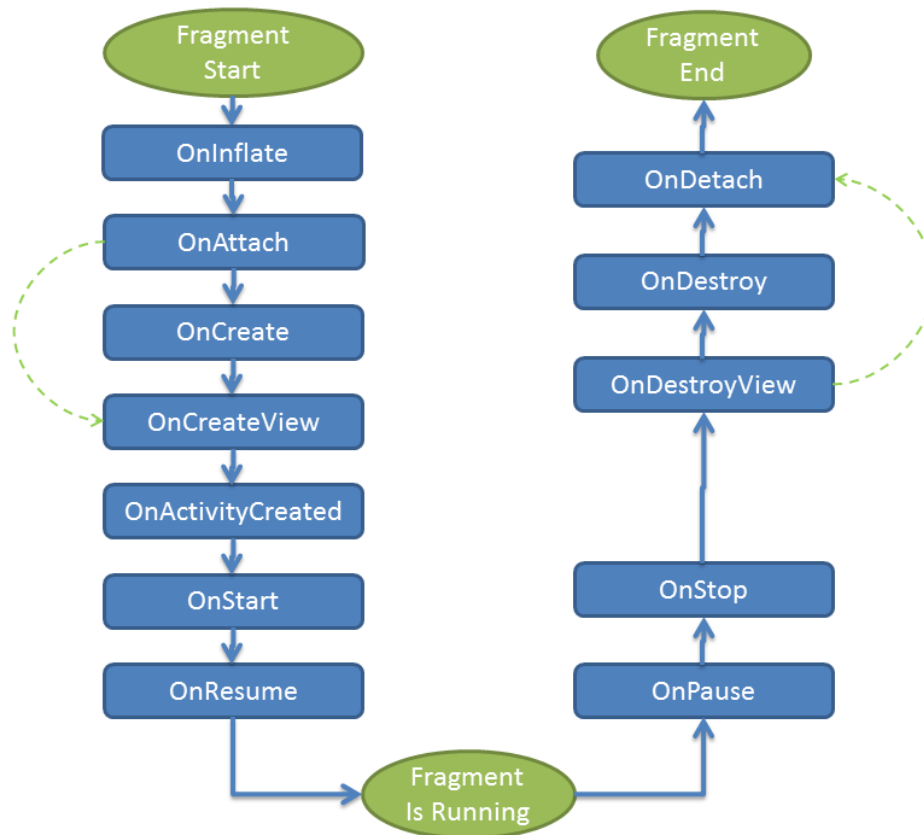 Fragment
Start
OnInflate
OnAttach
OnCreate
OnCreateView
OnActivityCreated
OnStart
OnResume
Fragment
Is Running
Fragment
End
OnDetach
OnDestroy
OnDestroyView
OnStop
OnPause